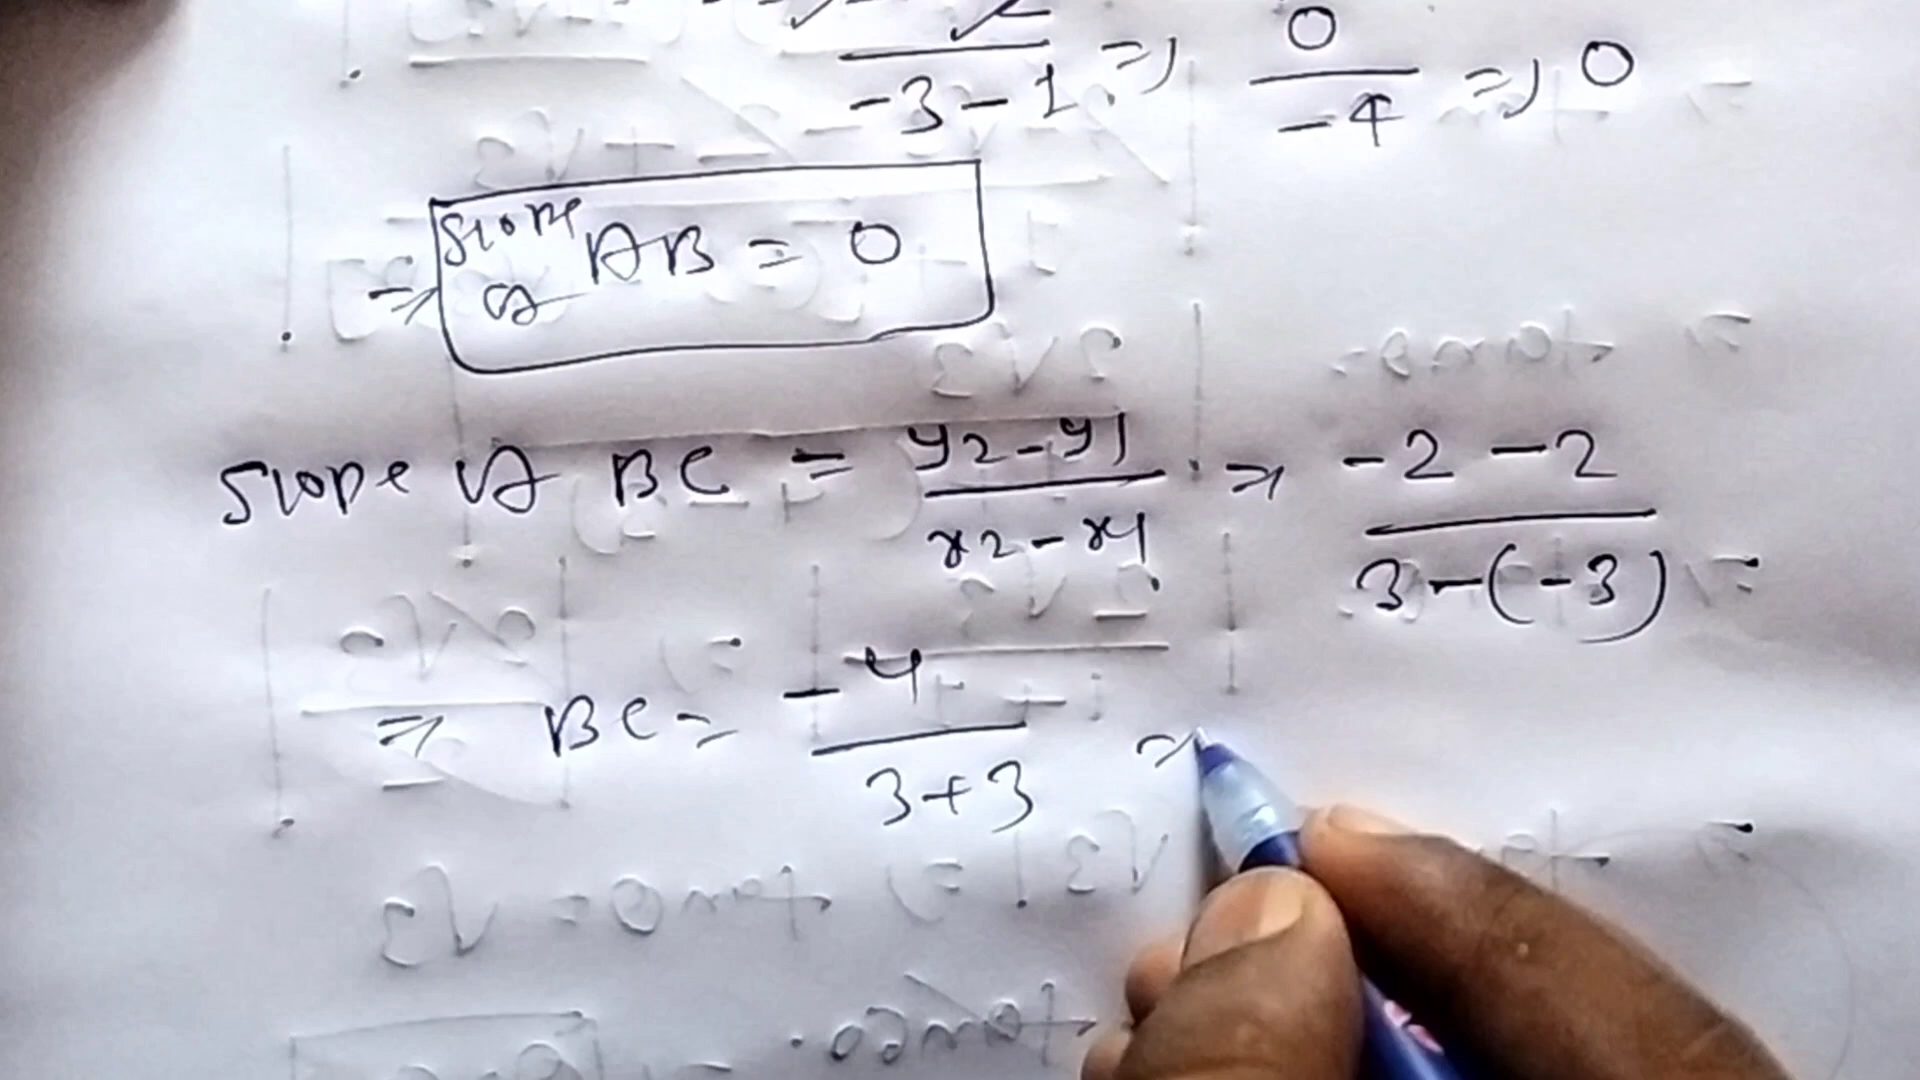 -3-1 => 0/-4 => 0
=> Slope of AB = 0
Slope of BC = y2-y1/x2-x1 => -2-2/3-(-3)
=> BC = -4/3+3 =>